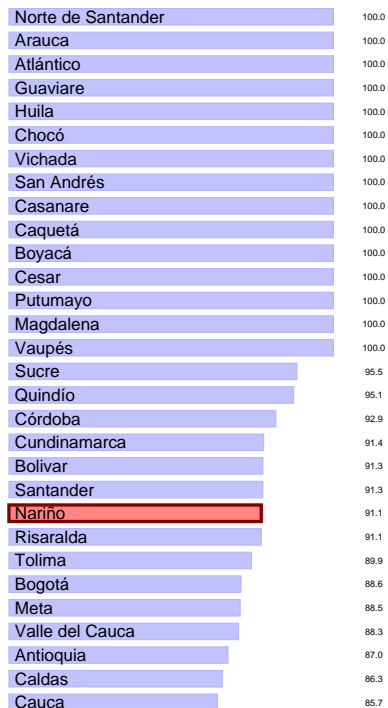 Norte de Santander 100.0
Arauca 100.0
Atlántico 100.0
Guaviare 100.0
Huila 100.0
Chocó 100.0
Vichada 100.0
San Andrés 100.0
Casanare 100.0
Caquetá 100.0
Boyacá 100.0
Cesar 100.0
Putumayo 100.0
Magdalena 100.0
Vaupés 100.0
Sucre 95.5
Quindío 95.1
Córdoba 92.9
Cundinamarca 91.4
Bolivar 91.3
Santander 91.3
Nariño 91.1
Risaralda 91.1
Tolima 89.9
Bogotá 88.6
Meta 88.5
Valle del Cauca 88.3
Antioquia 87.0
Caldas 86.3
Cauca 85.7